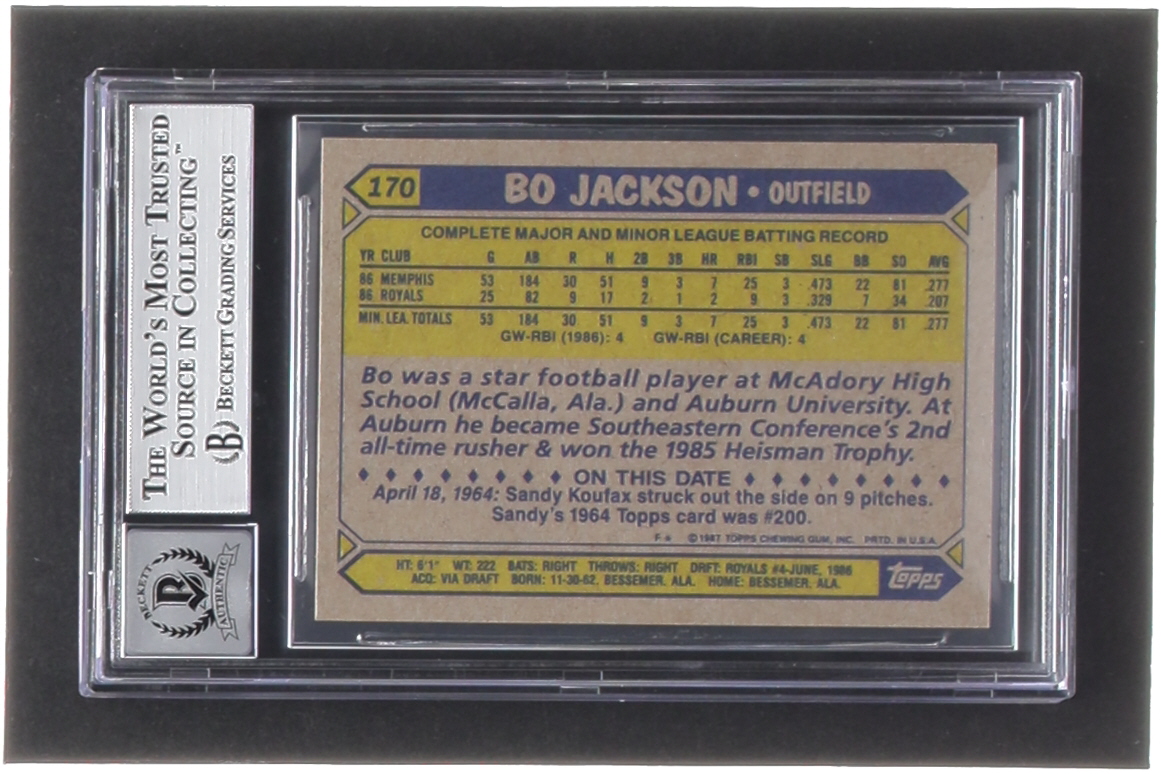 THE WORLD'S MOST TRUSTED
SOURCE IN COLLECTING™
BECKETT GRADING SERVICES
BECKETT
AUTHENTIC
170 BO JACKSON • OUTFIELD
COMPLETE MAJOR AND MINOR LEAGUE BATTING RECORD
YR CLUB G AB R H 2B 3B HR RBI SB SLG BB SO AVG
86 MEMPHIS 53 184 30 51 9 3 7 25 3 .473 22 81 .277
86 ROYALS 25 82 9 17 2 1 2 9 3 .329 7 34 .207
MIN. LEA. TOTALS 53 184 30 51 9 3 7 25 3 .473 22 81 .277
GW-RBI (1986): 4 GW-RBI (CAREER): 4
Bo was a star football player at McAdory High
School (McCalla, Ala.) and Auburn University. At
Auburn he became Southeastern Conference's 2nd
all-time rusher & won the 1985 Heisman Trophy.
♦ ♦ ♦ ♦ ♦ ♦ ♦ ♦ ON THIS DATE ♦ ♦ ♦ ♦ ♦ ♦ ♦ ♦
April 18, 1964: Sandy Koufax struck out the side on 9 pitches.
Sandy's 1964 Topps card was #200.
F* © 1987 TOPPS CHEWING GUM, INC. PRTD. IN U.S.A.
HT: 6'1" WT: 222 BATS: RIGHT THROWS: RIGHT DRFT: ROYALS #4-JUNE, 1986
ACQ: VIA DRAFT BORN: 11-30-62, BESSEMER, ALA. HOME: BESSEMER, ALA.
topps